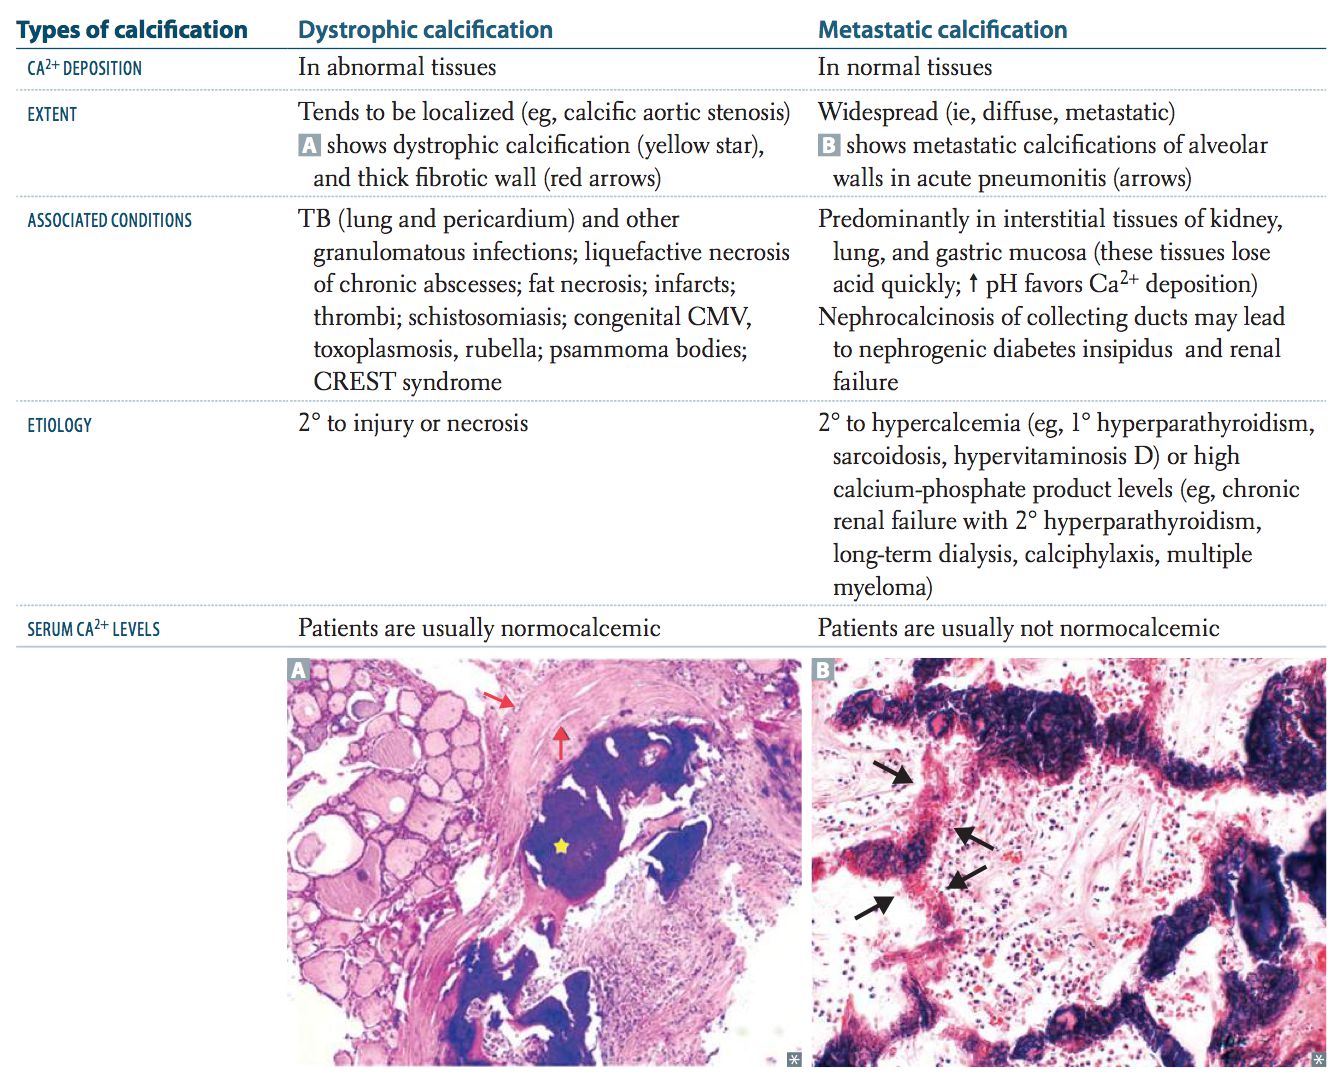 Types of calcification Dystrophic calcification Metastatic calcification
CA2+ DEPOSITION In abnormal tissues In normal tissues
EXTENT Tends to be localized (eg, calcific aortic stenosis)
A shows dystrophic calcification (yellow star),
and thick fibrotic wall (red arrows)
Widespread (ie, diffuse, metastatic)
B shows metastatic calcifications of alveolar
walls in acute pneumonitis (arrows)
ASSOCIATED CONDITIONS TB (lung and pericardium) and other
granulomatous infections; liquefactive necrosis
of chronic abscesses; fat necrosis; infarcts;
thrombi; schistosomiasis; congenital CMV,
toxoplasmosis, rubella; psammoma bodies;
CREST syndrome
Predominantly in interstitial tissues of kidney,
lung, and gastric mucosa (these tissues lose
acid quickly; ↑ pH favors Ca2+ deposition)
Nephrocalcinosis of collecting ducts may lead
to nephrogenic diabetes insipidus and renal
failure
ETIOLOGY 2° to injury or necrosis
2° to hypercalcemia (eg, 1° hyperparathyroidism,
sarcoidosis, hypervitaminosis D) or high
calcium-phosphate product levels (eg, chronic
renal failure with 2° hyperparathyroidism,
long-term dialysis, calciphylaxis, multiple
myeloma)
SERUM CA2+ LEVELS Patients are usually normocalcemic Patients are usually not normocalcemic
A B
* *